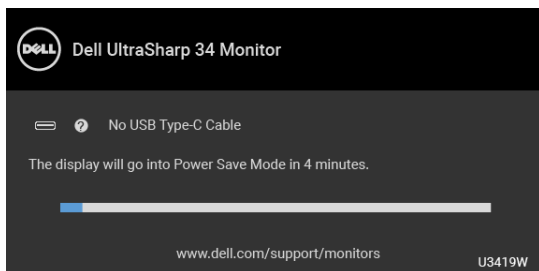 DELL Dell UltraSharp 34 Monitor
? No USB Type-C Cable
The display will go into Power Save Mode in 4 minutes.
www.dell.com/support/monitors
U3419W